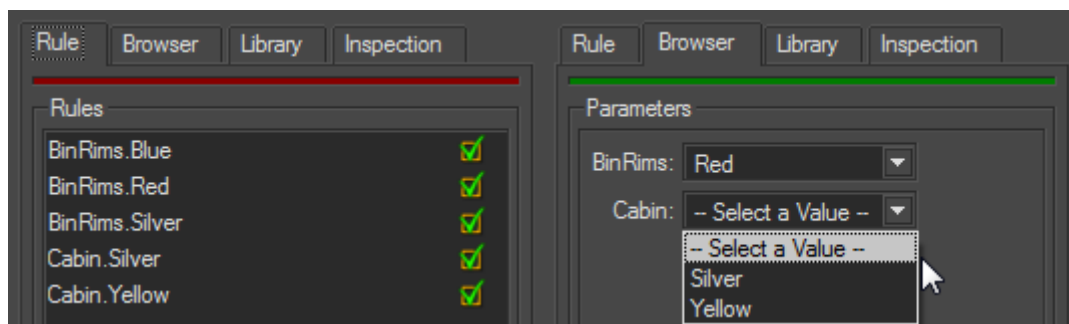 Rule Browser Library Inspection
Rules
BinRims.Blue
BinRims.Red
BinRims.Silver
Cabin.Silver
Cabin.Yellow
Rule Browser Library Inspection
Parameters
BinRims: Red
Cabin: -- Select a Value --
-- Select a Value --
Silver
Yellow